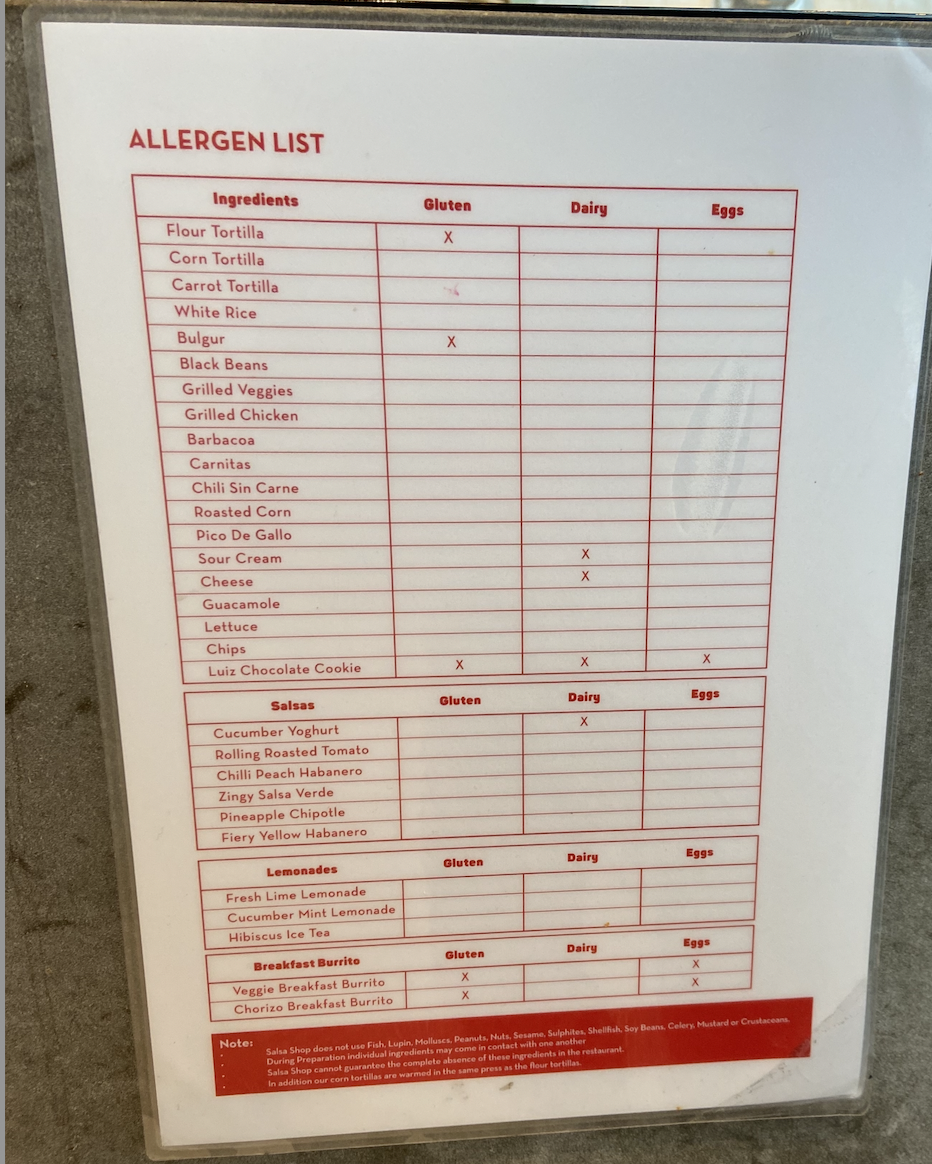 ALLERGEN LIST
Ingredients Gluten Dairy Eggs
Flour Tortilla X
Corn Tortilla
Carrot Tortilla
White Rice
Bulgur X
Black Beans
Grilled Veggies
Grilled Chicken
Barbacoa
Carnitas
Chili Sin Carne
Roasted Corn
Pico De Gallo
Sour Cream X
Cheese X
Guacamole
Lettuce
Chips
Luiz Chocolate Cookie X X X
Salsas Gluten Dairy Eggs
Cucumber Yoghurt X
Rolling Roasted Tomato
Chilli Peach Habanero
Zingy Salsa Verde
Pineapple Chipotle
Fiery Yellow Habanero
Lemonades Gluten Dairy Eggs
Fresh Lime Lemonade
Cucumber Mint Lemonade
Hibiscus Ice Tea
Breakfast Burrito Gluten Dairy Eggs
Veggie Breakfast Burrito X X
Chorizo Breakfast Burrito X X
Note:
· Salsa Shop does not use Fish, Lupin, Molluscs, Peanuts, Nuts, Sesame, Sulphites, Shellfish, Soy Beans, Celery, Mustard or Crustaceans.
· During Preparation individual ingredients may come in contact with one another
· Salsa Shop cannot guarantee the complete absence of these ingredients in the restaurant.
· In addition our corn tortillas are warmed in the same press as the flour tortillas.